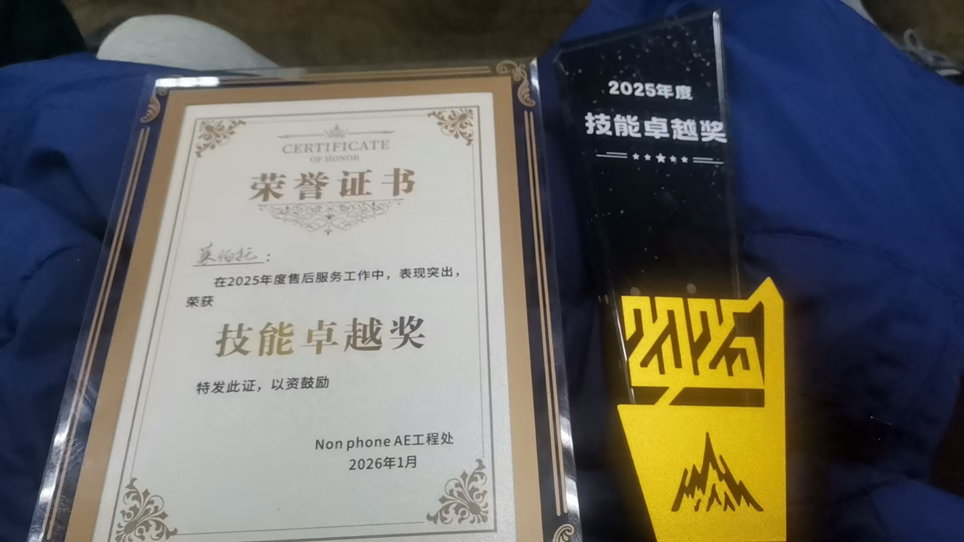 CERTIFICATE
OF HONOR
荣誉证书
莫伯托：
在2025年度售后服务工作中，表现突出，
荣获
技能卓越奖
特发此证，以资鼓励
Non phone AE工程处
2026年1月
2025年度
技能卓越奖
2025